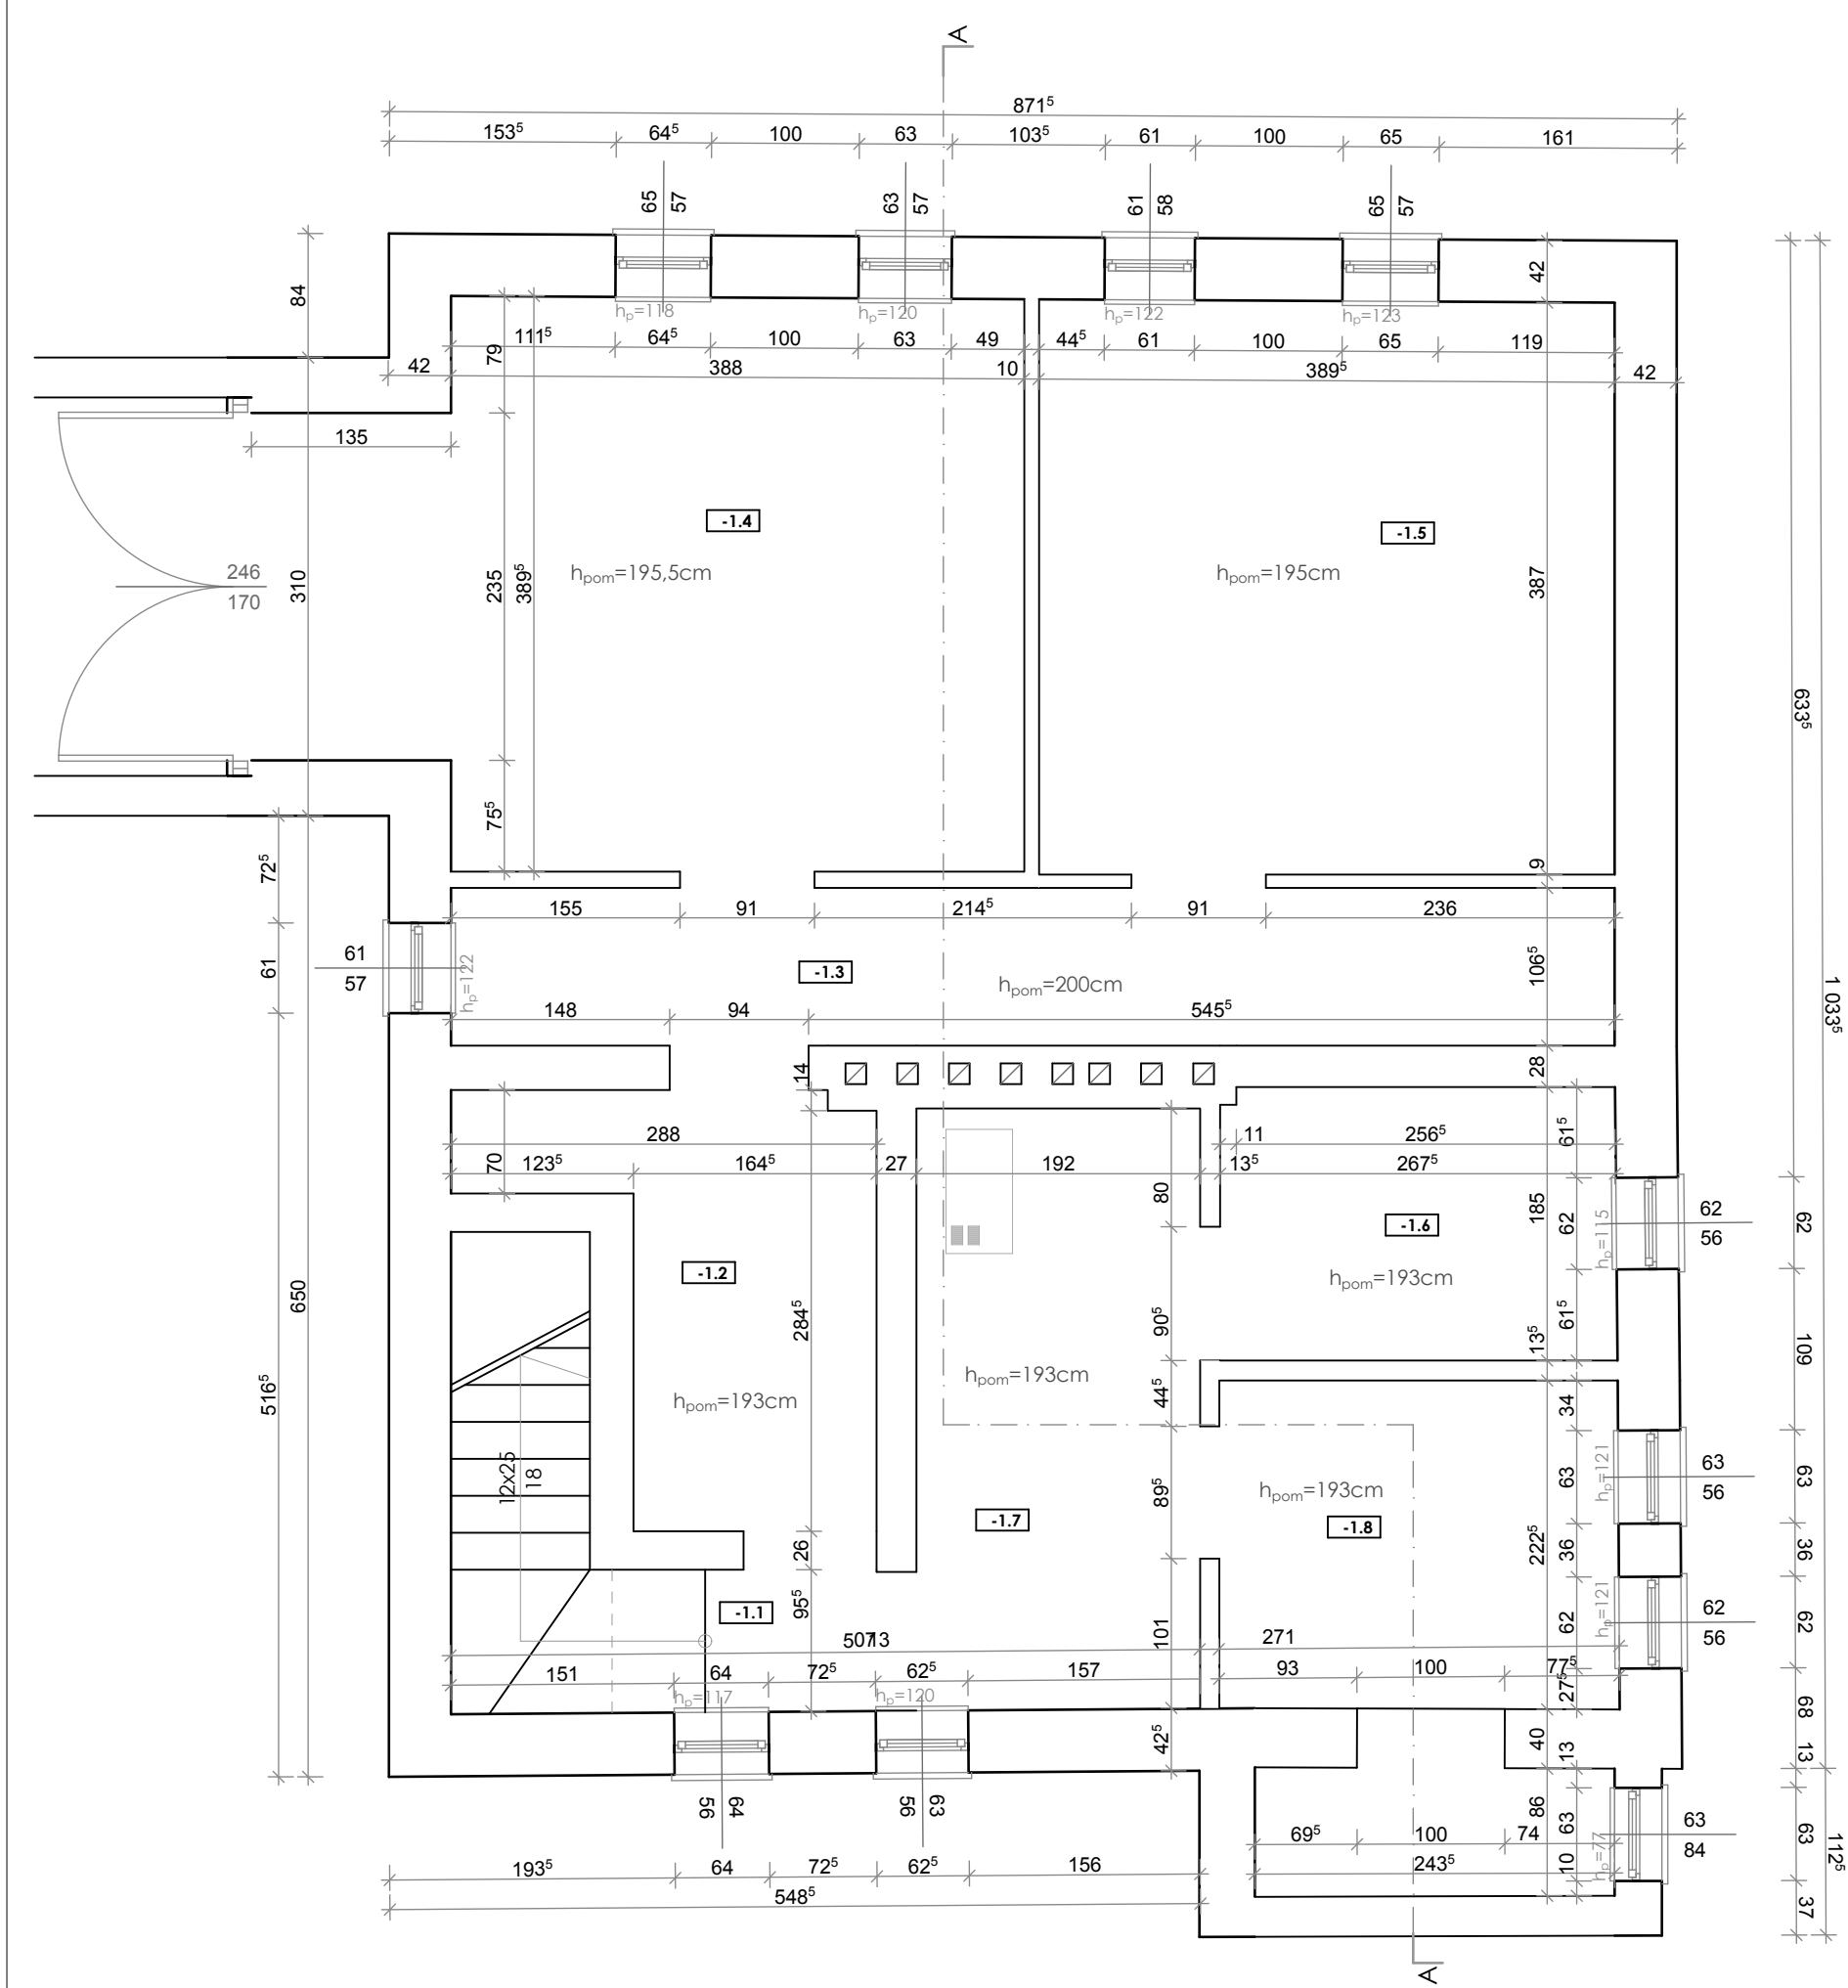 A
871⁵
153⁵ 64⁵ 100 63 103⁵ 61 100 65 161
65 57 63 57 61 58 65 57
84
42
hp=118 hp=120 hp=122 hp=123
79 111⁵ 64⁵ 100 63 49 44⁵ 61 100 65 119
42 388 10 389⁵ 42
135
-1.4 -1.5
246
170
310 235 389⁵
hpom=195,5cm hpom=195cm
387
633⁵
75⁵
72⁵
9
155 91 214⁵ 91 236
61
57
61
hp=122
-1.3
hpom=200cm
106⁵
1 033⁵
148 94 545⁵
14
28
288 11 256⁵ 61⁵
70 123⁵ 164⁵ 27 192 13⁵ 267⁵
80
185 62 hp=115
62
56
62
-1.6
hpom=193cm
-1.2
650
284⁵
90⁵
13⁵ 61⁵
109
hpom=193cm
hpom=193cm
516⁵
44⁵
34
12x25
18
89⁵
63 hp=121
63
56
63
hpom=193cm
-1.7
-1.8
26
222⁵ 36
36
-1.1
95⁵
101
62 hp=121
62
56
62
507 13 271
151 64 72⁵ 62⁵ 157 93 100 77⁵
hp=117 hp=120
27⁵
68
42⁵ 40 13 13
64
56
63
56
69⁵ 100 74
86 63 hp=77
63
84
63
112⁵
193⁵ 64 72⁵ 62⁵ 156
243⁵
10
548⁵
37
A